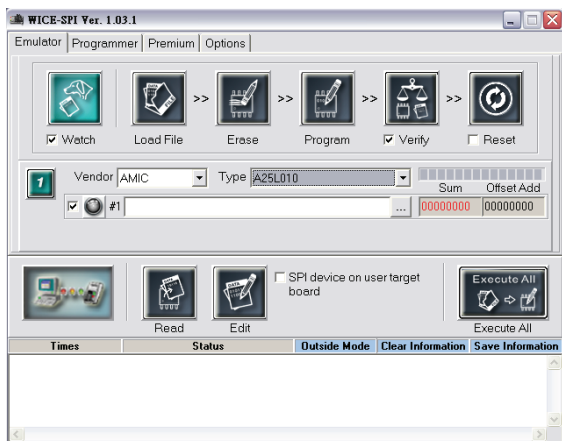 WICE-SPI Ver. 1.03.1
Emulator Programmer Premium Options
>> >> >> >>
Watch Load File Erase Program Verify Reset
1 Vendor AMIC Type A25L010
Sum Offset Add
#1 ... 00000000 00000000
SPI device on user target
board
Execute All
Read Edit Execute All
Times Status Outside Mode Clear Information Save Information